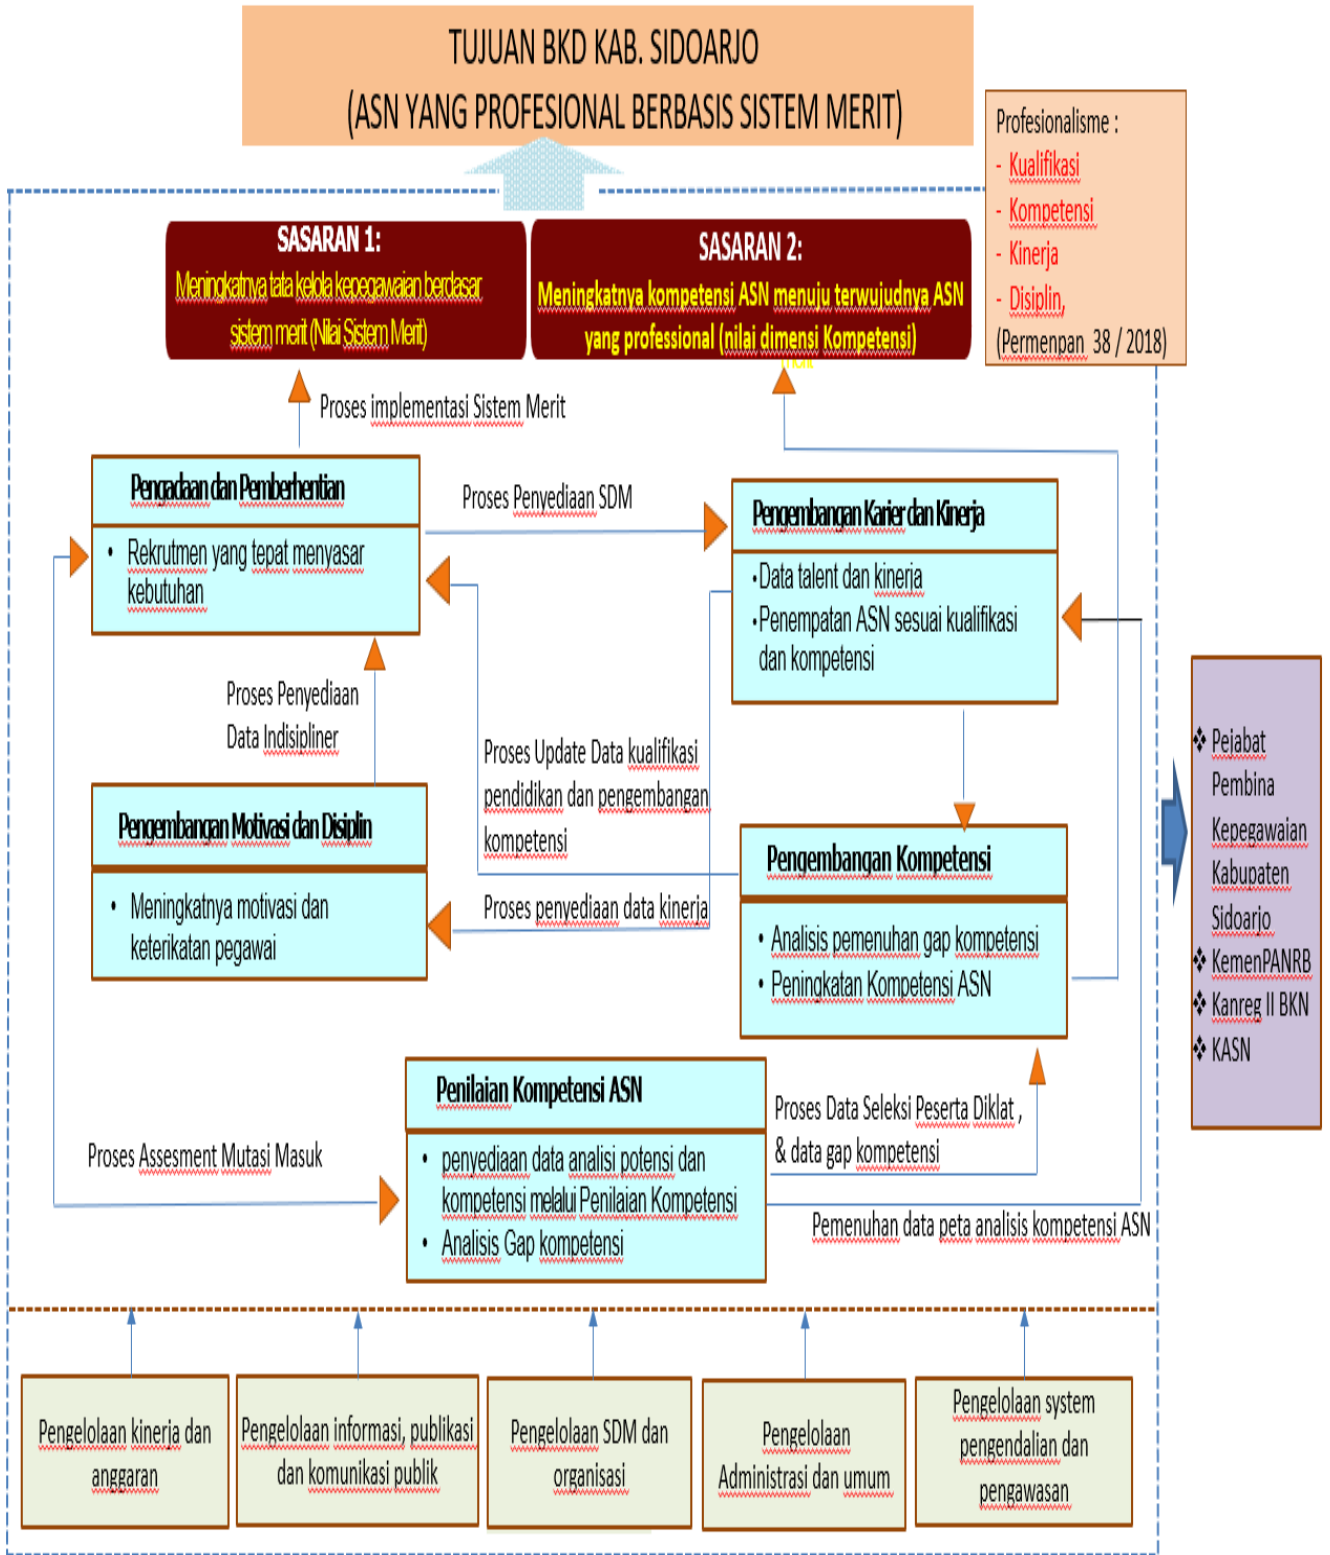 TUJUAN BKD KAB. SIDOARJO
(ASN YANG PROFESIONAL BERBASIS SISTEM MERIT)
Profesionalisme :
- Kualifikasi
- Kompetensi
- Kinerja
- Disiplin,
(Permenpan 38 / 2018)
SASARAN 1:
Meningkatnya tata kelola kepegawaian berdasar
sistem merit (Nilai Sistem Merit)
SASARAN 2:
Meningkatnya kompetensi ASN menuju terwujudnya ASN
yang professional (nilai dimensi Kompetensi)
Proses implementasi Sistem Merit
Pengadaan dan Pemberhentian
• Rekrutmen yang tepat menyasar
kebutuhan
Proses Penyediaan SDM
Pengembangan Karier dan Kinerja
• Data talent dan kinerja
• Penempatan ASN sesuai kualifikasi
dan kompetensi
Proses Penyediaan
Data Indisipliner
Proses Update Data kualifikasi
pendidikan dan pengembangan
kompetensi
Pengembangan Motivasi dan Disiplin
• Meningkatnya motivasi dan
keterikatan pegawai
Proses penyediaan data kinerja
Pengembangan Kompetensi
• Analisis pemenuhan gap kompetensi
• Peningkatan Kompetensi ASN
❖ Pejabat
Pembina
Kepegawaian
Kabupaten
Sidoarjo
❖ KemenPANRB
❖ Kanreg II BKN
❖ KASN
Penilaian Kompetensi ASN
• penyediaan data analisi potensi dan
kompetensi melalui Penilaian Kompetensi
• Analisis Gap kompetensi
Proses Data Seleksi Peserta Diklat ,
& data gap kompetensi
Proses Assesment Mutasi Masuk
Pemenuhan data peta analisis kompetensi ASN
Pengelolaan kinerja dan
anggaran
Pengelolaan informasi, publikasi
dan komunikasi publik
Pengelolaan SDM dan
organisasi
Pengelolaan
Administrasi dan umum
Pengelolaan system
pengendalian dan
pengawasan